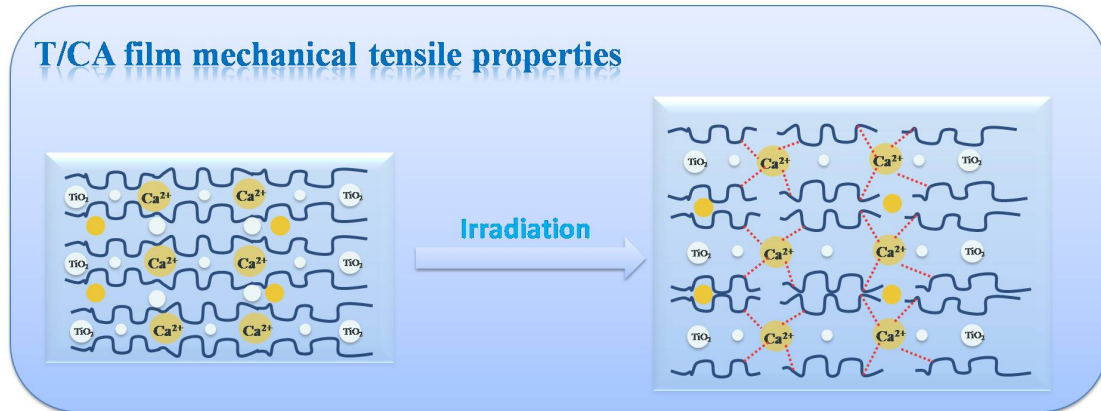 T/CA film mechanical tensile properties
TiO₂ Ca²⁺ Ca²⁺ TiO₂
TiO₂ Ca²⁺ Ca²⁺ TiO₂
TiO₂ Ca²⁺ Ca²⁺ TiO₂
Irradiation
TiO₂ Ca²⁺ Ca²⁺ TiO₂
TiO₂ Ca²⁺ Ca²⁺ TiO₂
TiO₂ Ca²⁺ Ca²⁺ TiO₂